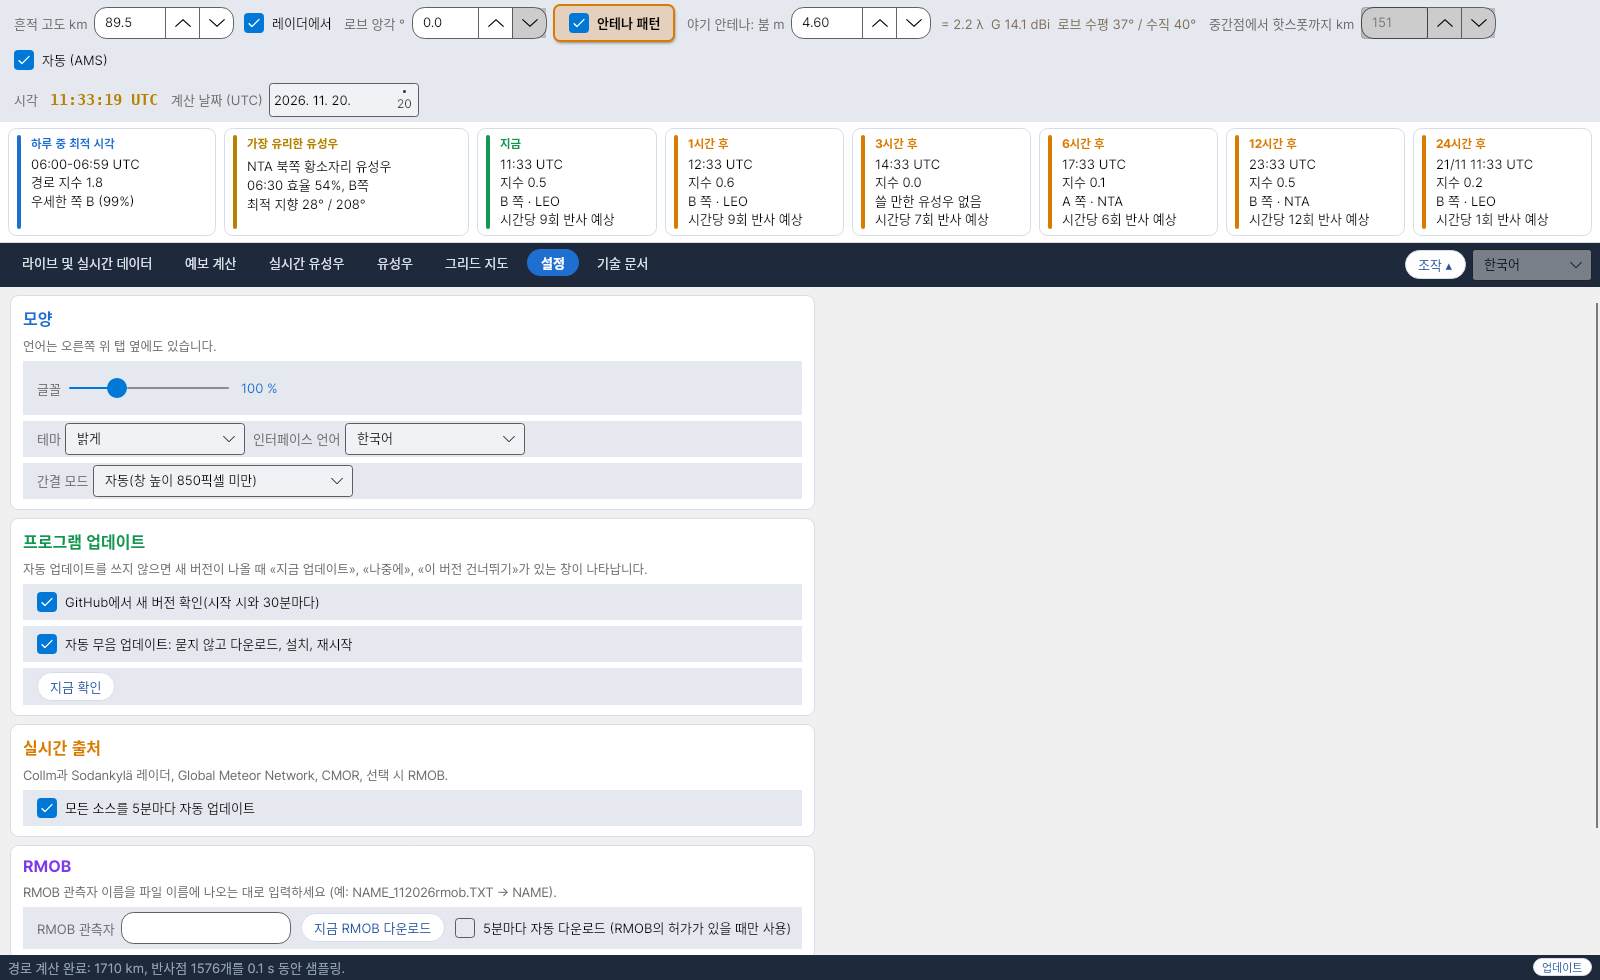 흔적 고도 km 89.5 레이더에서 로브 앙각 ° 0.0 안테나 패턴 야기 안테나: 붐 m 4.60 = 2.2 λ G 14.1 dBi 로브 수평 37° / 수직 40° 중간점에서 핫스폿까지 km 151
자동 (AMS)
시각 11:33:19 UTC 계산 날짜 (UTC) 2026. 11. 20. 20
하루 중 최적 시각
06:00-06:59 UTC
경로 지수 1.8
우세한 쪽 B (99%)
가장 유리한 유성우
NTA 북쪽 황소자리 유성우
06:30 효율 54%, B쪽
최적 지향 28° / 208°
지금
11:33 UTC
지수 0.5
B 쪽 · LEO
시간당 9회 반사 예상
1시간 후
12:33 UTC
지수 0.6
B 쪽 · LEO
시간당 9회 반사 예상
3시간 후
14:33 UTC
지수 0.0
쓸 만한 유성우 없음
시간당 7회 반사 예상
6시간 후
17:33 UTC
지수 0.1
A 쪽 · NTA
시간당 6회 반사 예상
12시간 후
23:33 UTC
지수 0.5
B 쪽 · NTA
시간당 12회 반사 예상
24시간 후
21/11 11:33 UTC
지수 0.2
B 쪽 · LEO
시간당 1회 반사 예상
라이브 및 실시간 데이터 예보 계산 실시간 유성우 유성우 그리드 지도 설정 기술 문서 조작 ▴ 한국어
모양
언어는 오른쪽 위 탭 옆에도 있습니다.
글꼴 100 %
테마 밝게 인터페이스 언어 한국어
간결 모드 자동(창 높이 850픽셀 미만)
프로그램 업데이트
자동 업데이트를 쓰지 않으면 새 버전이 나올 때 «지금 업데이트», «나중에», «이 버전 건너뛰기»가 있는 창이 나타납니다.
GitHub에서 새 버전 확인(시작 시와 30분마다)
자동 무음 업데이트: 묻지 않고 다운로드, 설치, 재시작
지금 확인
실시간 출처
Collm과 Sodankylä 레이더, Global Meteor Network, CMOR, 선택 시 RMOB.
모든 소스를 5분마다 자동 업데이트
RMOB
RMOB 관측자 이름을 파일 이름에 나오는 대로 입력하세요 (예: NAME_112026rmob.TXT → NAME).
RMOB 관측자 지금 RMOB 다운로드 5분마다 자동 다운로드 (RMOB의 허가가 있을 때만 사용)
경로 계산 완료: 1710 km, 반사점 1576개를 0.1 s 동안 샘플링. 업데이트